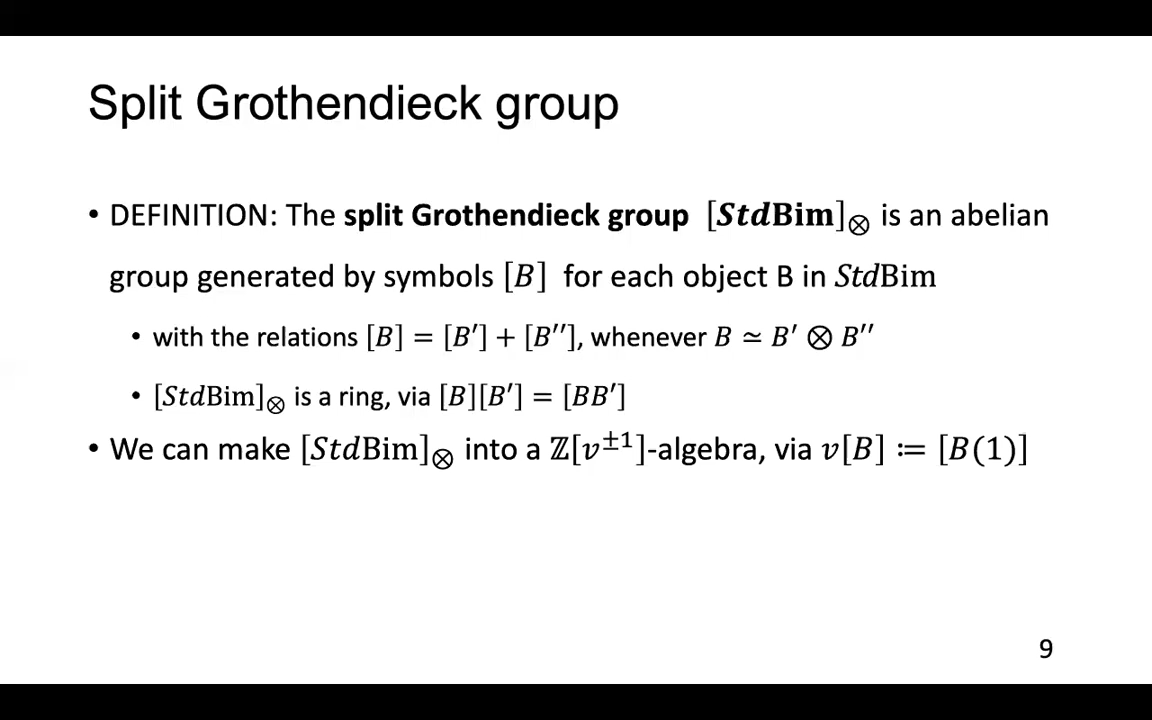 Split Grothendieck group
• DEFINITION: The split Grothendieck group [StdBim]⊗ is an abelian
group generated by symbols [B] for each object B in StdBim
• with the relations [B] = [B′] + [B′′], whenever B ≃ B′ ⊗ B′′
• [StdBim]⊗ is a ring, via [B][B′] = [BB′]
• We can make [StdBim]⊗ into a ℤ[v±1]-algebra, via v[B] ≔ [B(1)]
9